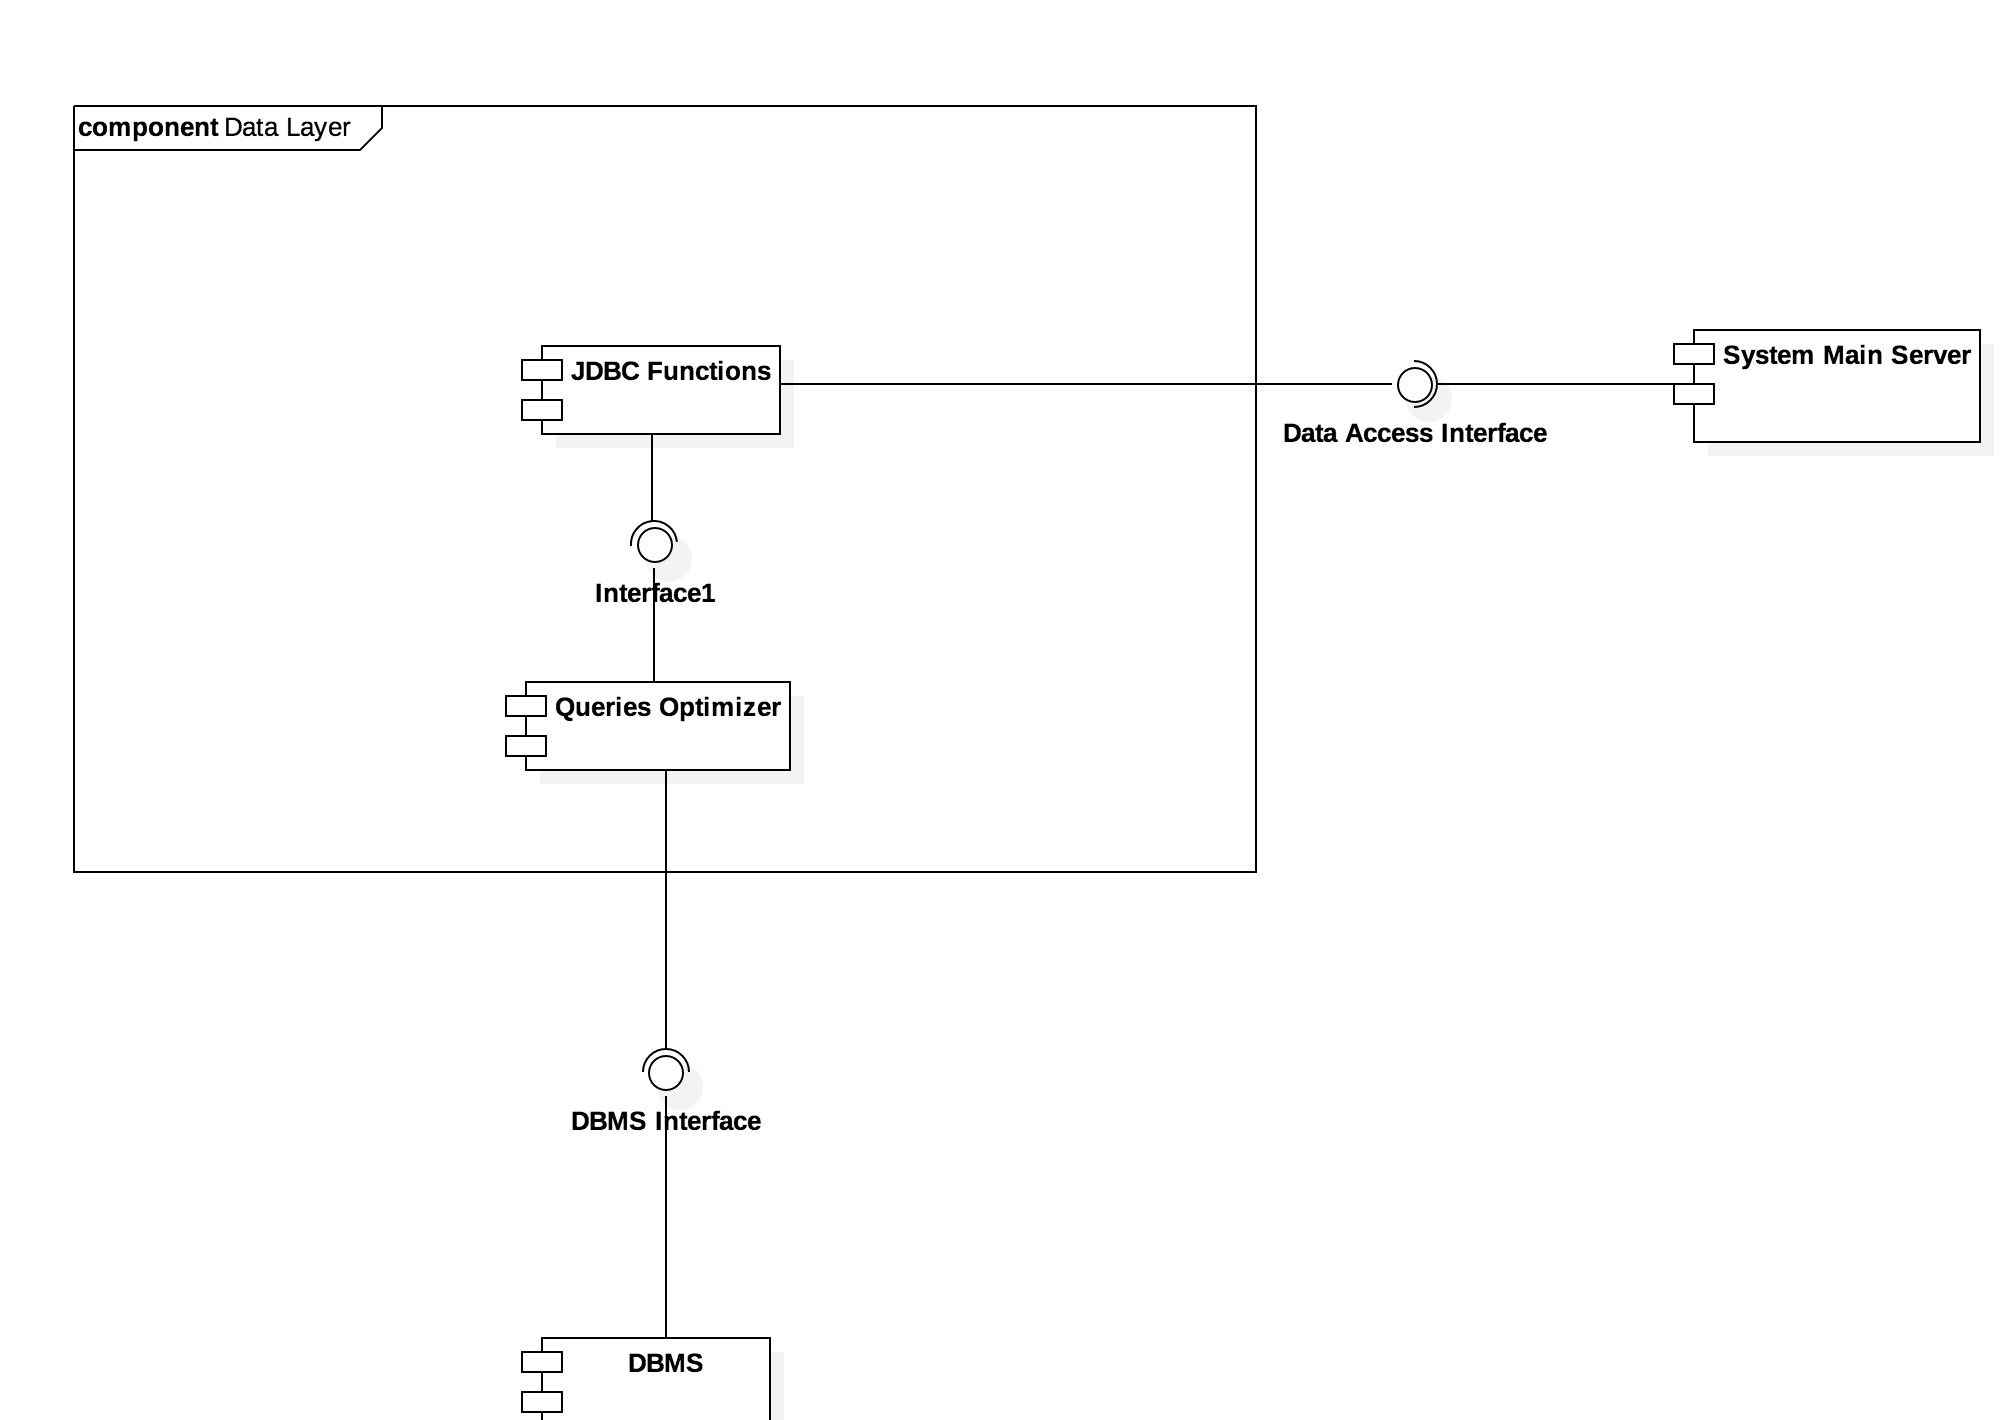 component Data Layer
JDBC Functions
System Main Server
Data Access Interface
Interface1
Queries Optimizer
DBMS Interface
DBMS